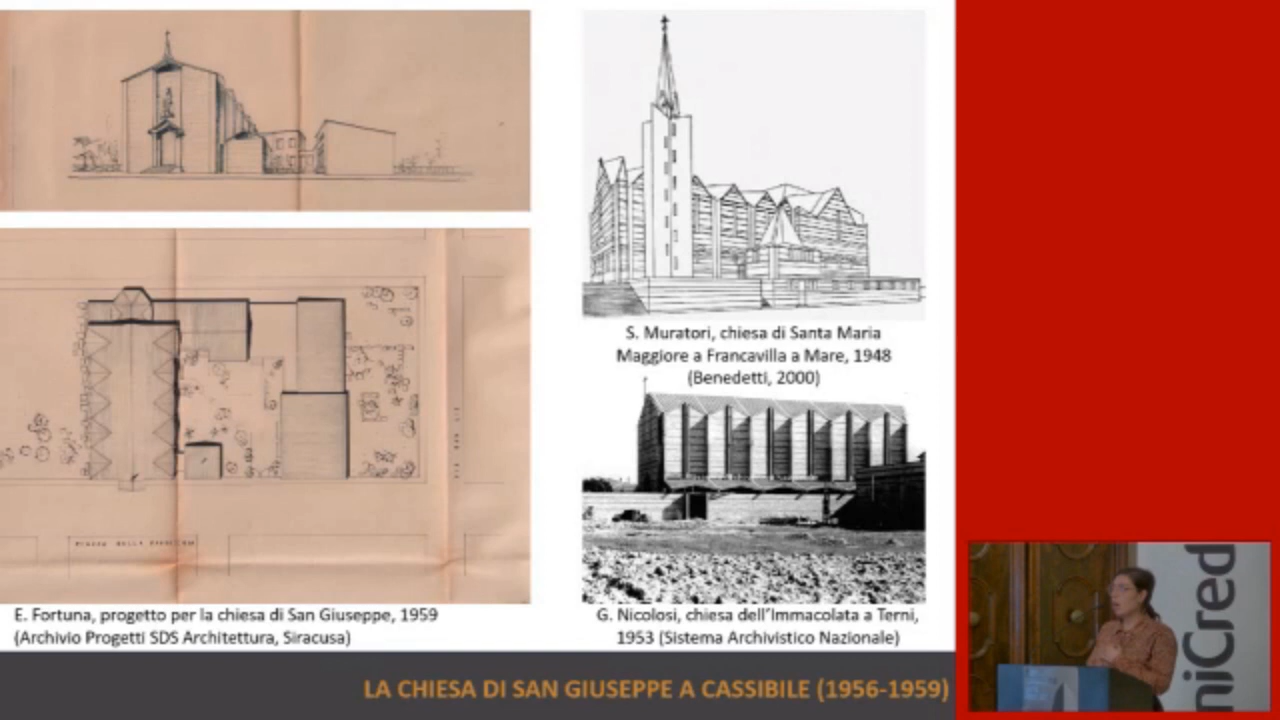 S. Muratori, chiesa di Santa Maria
Maggiore a Francavilla a Mare, 1948
(Benedetti, 2000)
E. Fortuna, progetto per la chiesa di San Giuseppe, 1959
(Archivio Progetti SDS Architettura, Siracusa)
G. Nicolosi, chiesa dell'Immacolata a Terni,
1953 (Sistema Archivistico Nazionale)
LA CHIESA DI SAN GIUSEPPE A CASSIBILE (1956-1959)
niCred